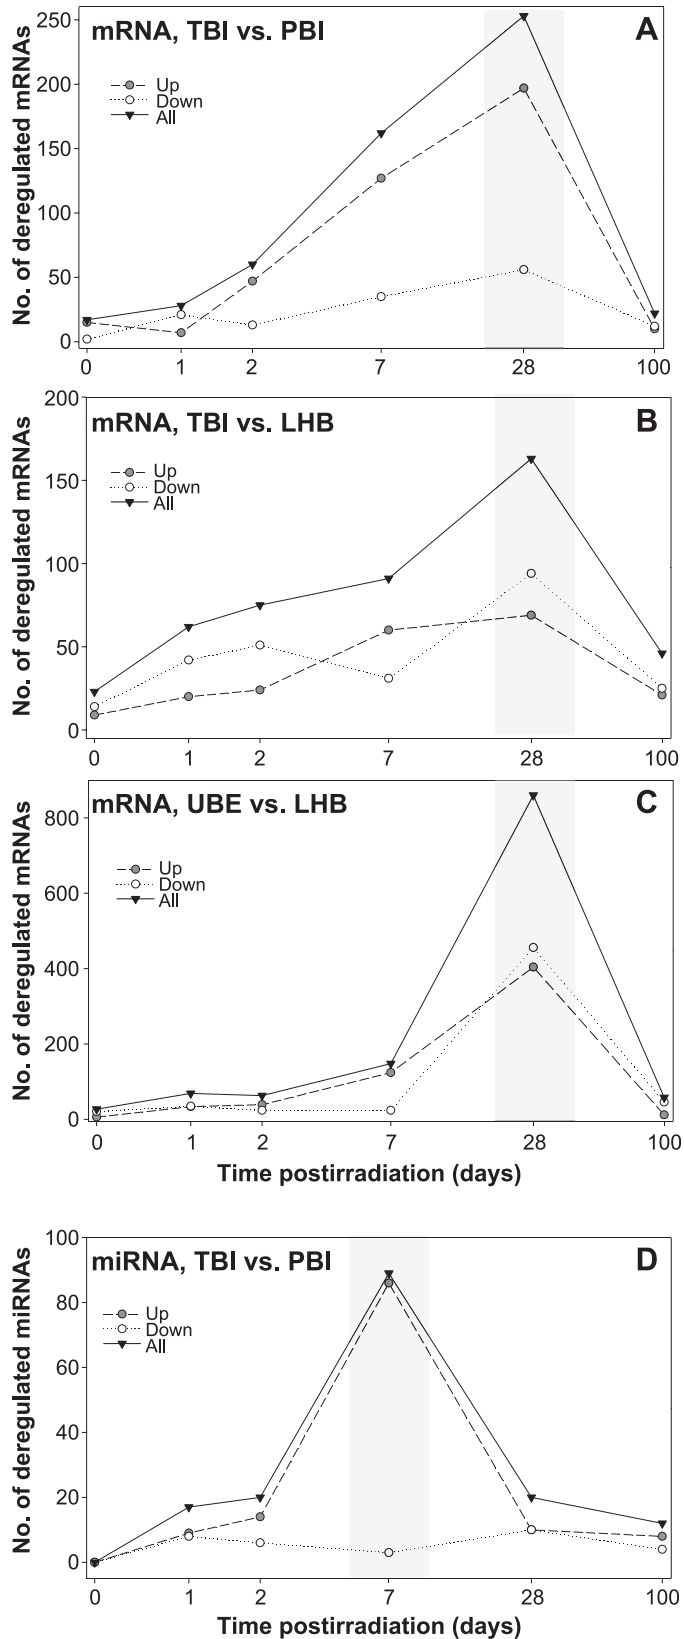 mRNA, TBI vs. PBI A
No. of deregulated mRNAs
Up
Down
All
250
200
150
100
50
0
0 1 2 7 28 100
mRNA, TBI vs. LHB B
No. of deregulated mRNAs
Up
Down
All
200
150
100
50
0
0 1 2 7 28 100
mRNA, UBE vs. LHB C
No. of deregulated mRNAs
Up
Down
All
800
600
400
200
0
0 1 2 7 28 100
Time postirradiation (days)
miRNA, TBI vs. PBI D
No. of deregulated miRNAs
Up
Down
All
100
80
60
40
20
0
0 1 2 7 28 100
Time postirradiation (days)